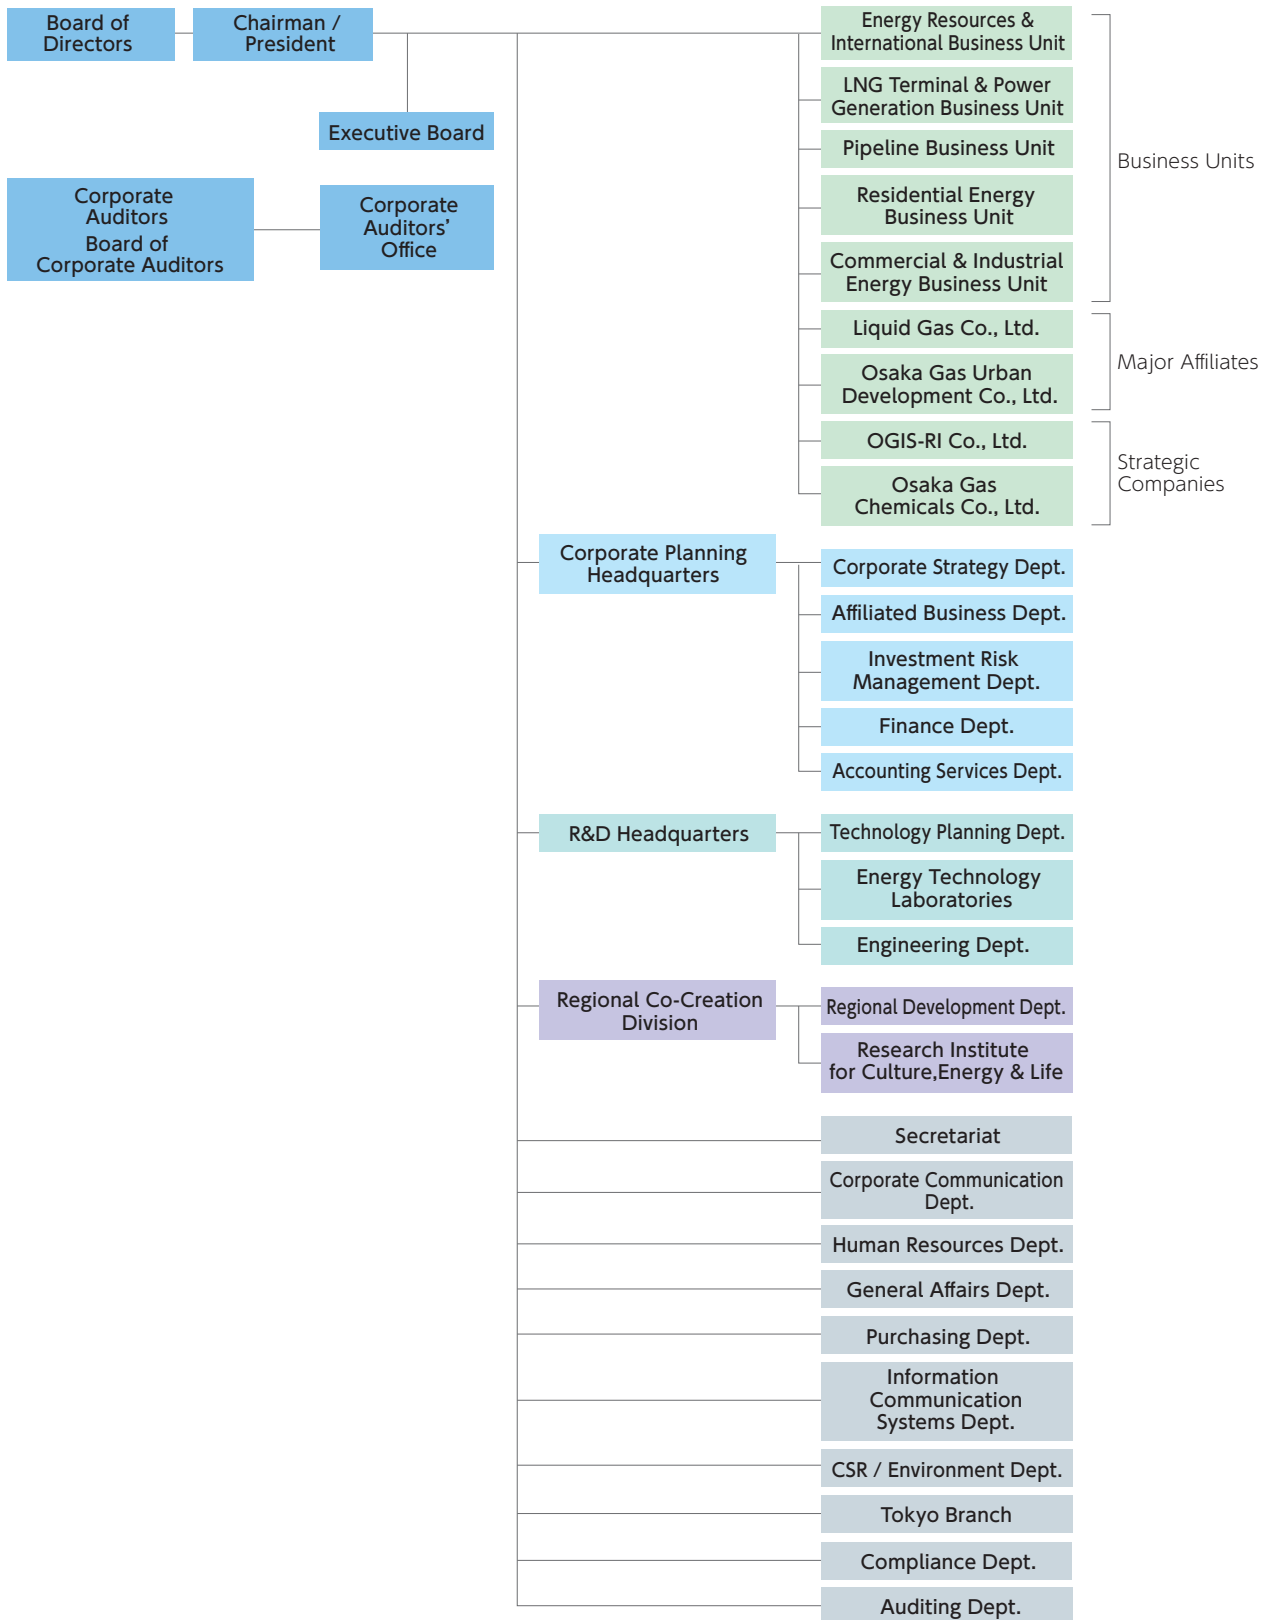 Board of
Directors
Chairman /
President
Executive Board
Corporate
Auditors
Board of
Corporate Auditors
Corporate
Auditors’
Office
Energy Resources &
International Business Unit
LNG Terminal & Power
Generation Business Unit
Pipeline Business Unit
Residential Energy
Business Unit
Commercial & Industrial
Energy Business Unit
Business Units
Liquid Gas Co., Ltd.
Osaka Gas Urban
Development Co., Ltd.
Major Affiliates
OGIS-RI Co., Ltd.
Osaka Gas
Chemicals Co., Ltd.
Strategic
Companies
Corporate Planning
Headquarters
Corporate Strategy Dept.
Affiliated Business Dept.
Investment Risk
Management Dept.
Finance Dept.
Accounting Services Dept.
R&D Headquarters
Technology Planning Dept.
Energy Technology
Laboratories
Engineering Dept.
Regional Co-Creation
Division
Regional Development Dept.
Research Institute
for Culture,Energy & Life
Secretariat
Corporate Communication
Dept.
Human Resources Dept.
General Affairs Dept.
Purchasing Dept.
Information
Communication
Systems Dept.
CSR / Environment Dept.
Tokyo Branch
Compliance Dept.
Auditing Dept.